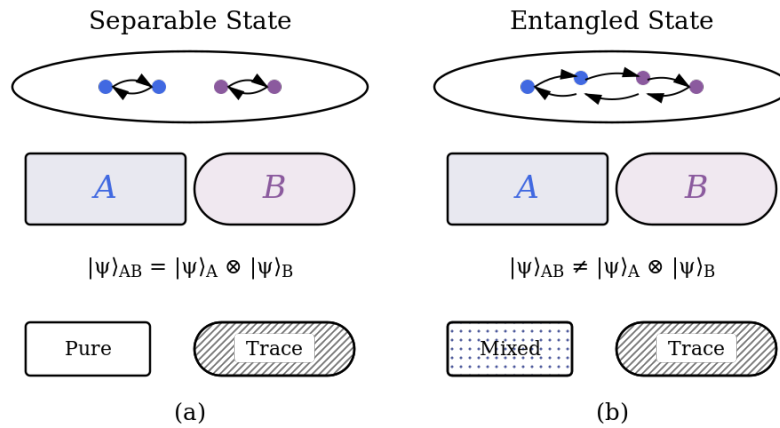 Separable State
Entangled State
A B
A B
|ψ⟩AB = |ψ⟩A ⊗ |ψ⟩B
|ψ⟩AB ≠ |ψ⟩A ⊗ |ψ⟩B
Pure Trace
Mixed Trace
(a)
(b)